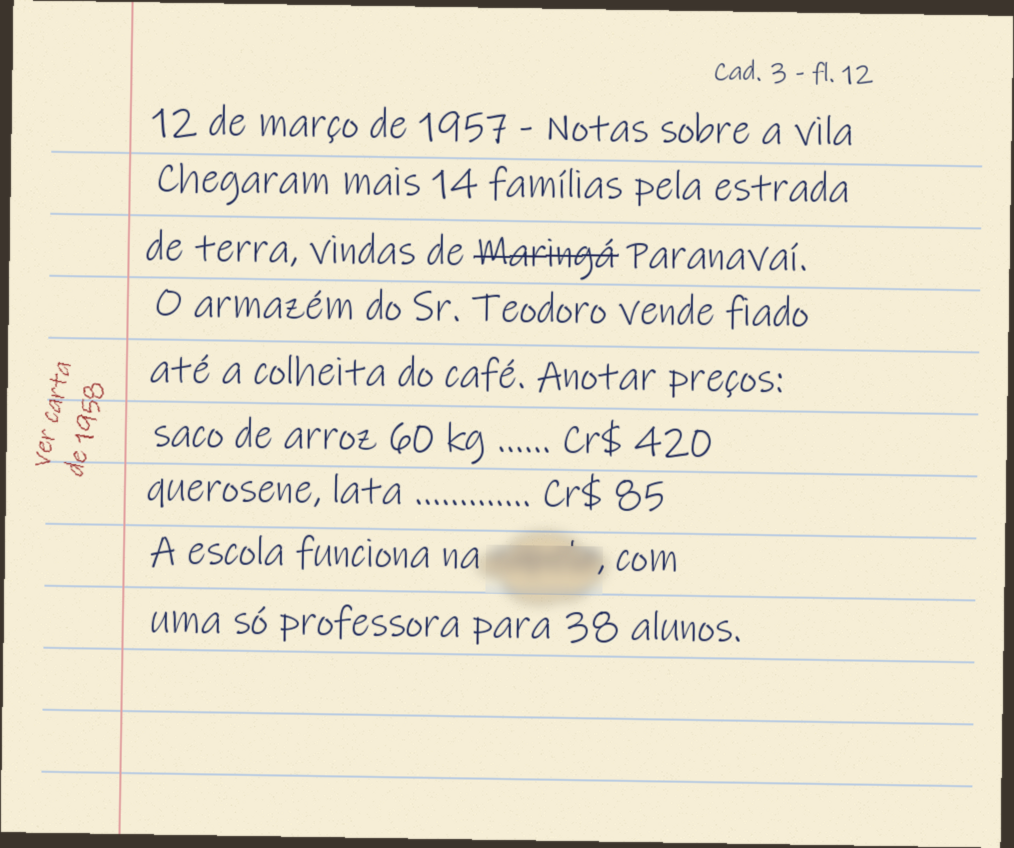 Cad. 3 - fl. 12
12 de março de 1957 - Notas sobre a vila
Chegaram mais 14 famílias pela estrada
de terra, vindas de Maringá Paranavaí.
O armazém do Sr. Teodoro vende fiado
até a colheita do café. Anotar preços:
saco de arroz 60 kg ...... Cr$ 420
querosene, lata ............. Cr$ 85
A escola funciona na , com
uma só professora para 38 alunos.
ver carta
de 1958